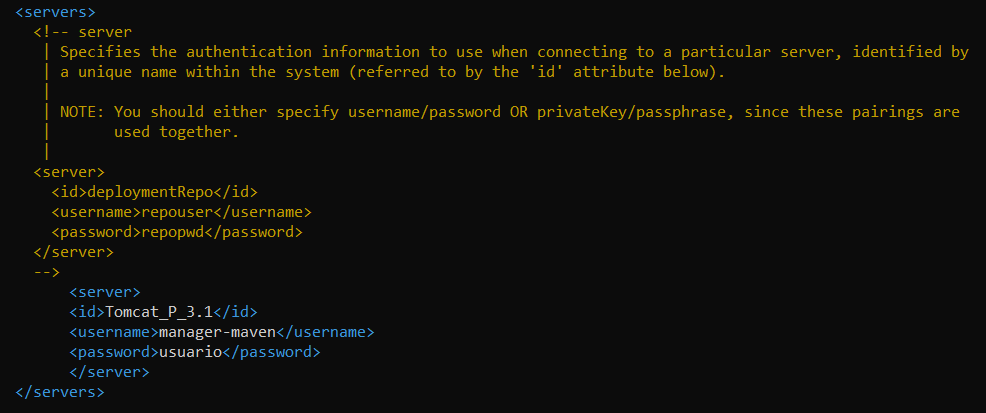 <servers>
<!-- server
| Specifies the authentication information to use when connecting to a particular server, identified by
| a unique name within the system (referred to by the 'id' attribute below).
|
| NOTE: You should either specify username/password OR privateKey/passphrase, since these pairings are
|       used together.
|
<server>
<id>deploymentRepo</id>
<username>repouser</username>
<password>repopwd</password>
</server>
-->
<server>
<id>Tomcat_P_3.1</id>
<username>manager-maven</username>
<password>usuario</password>
</server>
</servers>